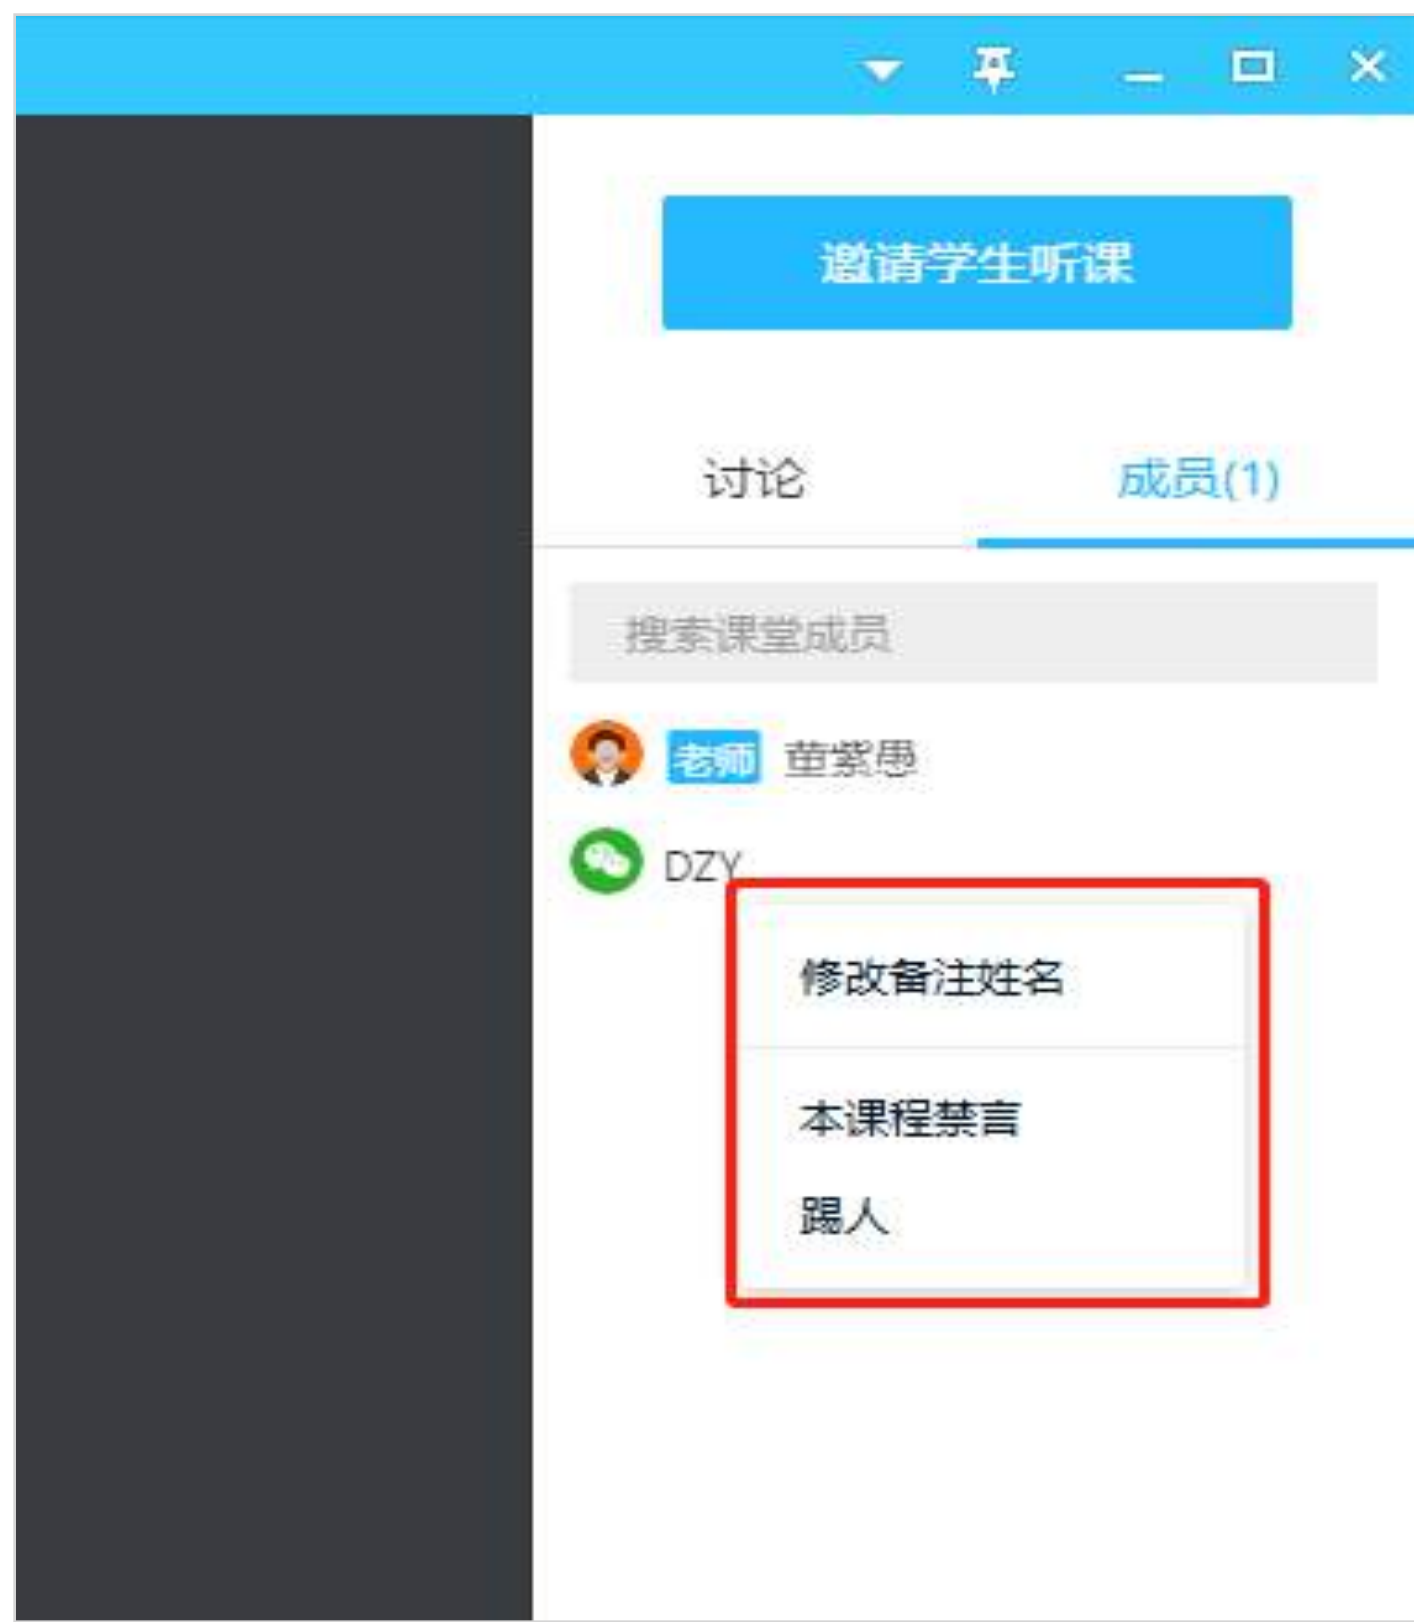 邀请学生听课
讨论
成员(1)
搜索课堂成员
老师 董紫愚
DZY
修改备注姓名
本课程禁言
踢人